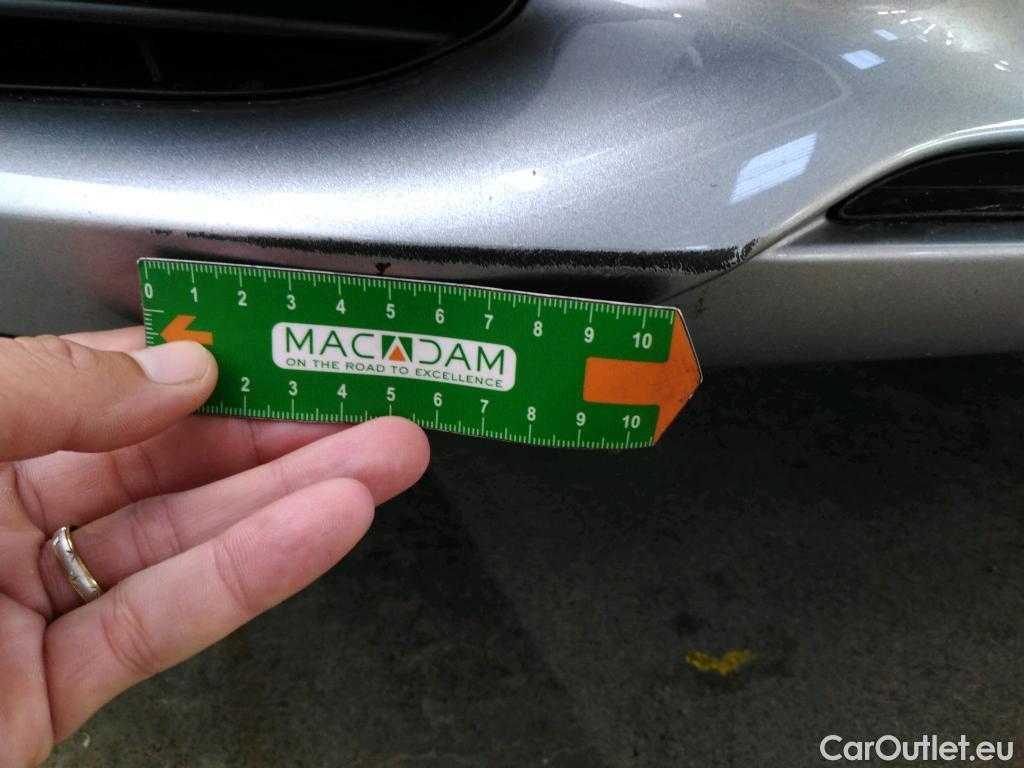 0 1 2 3 4 5 6 7 8 9 10
MACADAM
ON THE ROAD TO EXCELLENCE
2 3 4 5 6 7 8 9 10
CarOutlet.eu